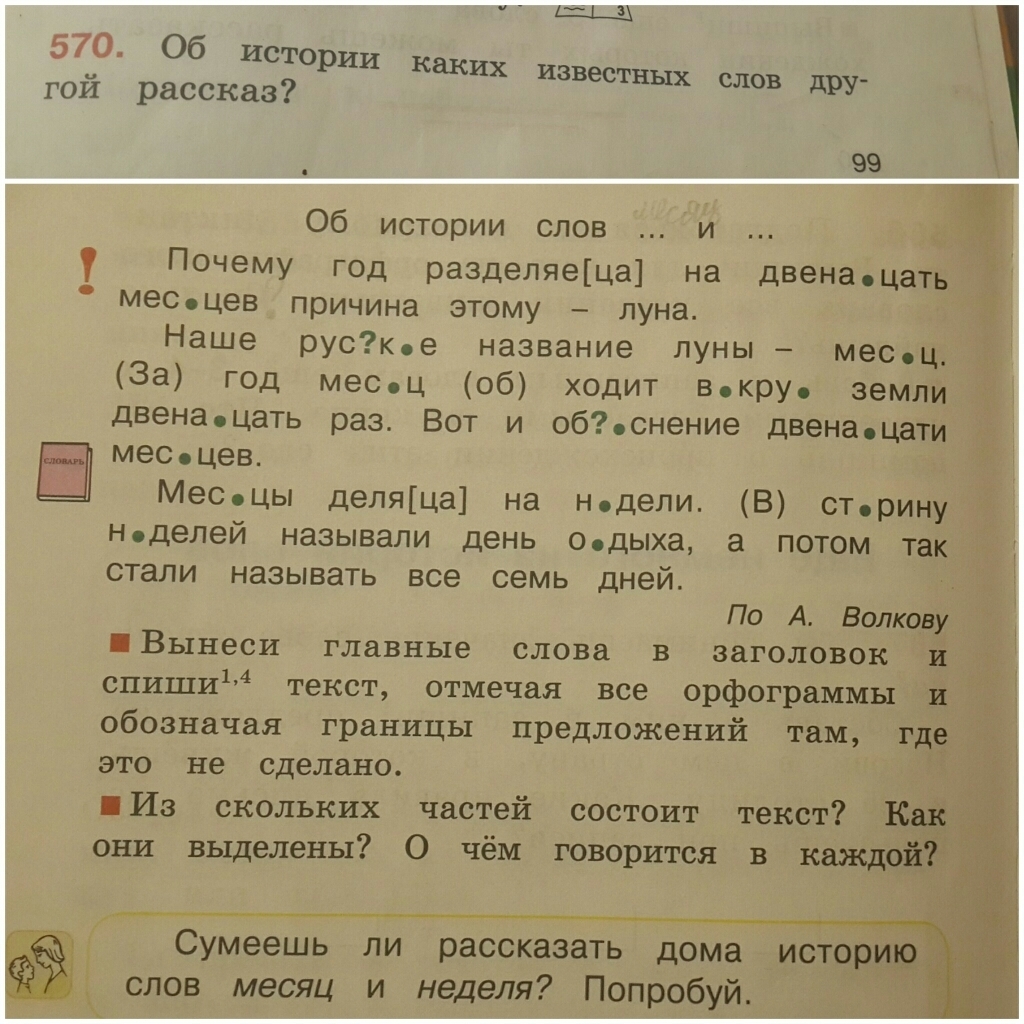 3
570. Об истории каких известных слов дру-
гой рассказ?
99
месяц
Об истории слов ... и ...
! Почему год разделяе[ца] на двена•цать
мес•цев причина этому – луна.
Наше рус?к•е название луны – мес•ц.
(За) год мес•ц (об) ходит в•кру• земли
двена•цать раз. Вот и об?•снение двена•цати
СЛОВАРЬ мес•цев.
Мес•цы деля[ца] на н•дели. (В) ст•рину
н•делей называли день о•дыха, а потом так
стали называть все семь дней.
По А. Волкову
■ Вынеси главные слова в заголовок и
спиши1,4 текст, отмечая все орфограммы и
обозначая границы предложений там, где
это не сделано.
■ Из скольких частей состоит текст? Как
они выделены? О чём говорится в каждой?
Сумеешь ли рассказать дома историю
слов месяц и неделя? Попробуй.